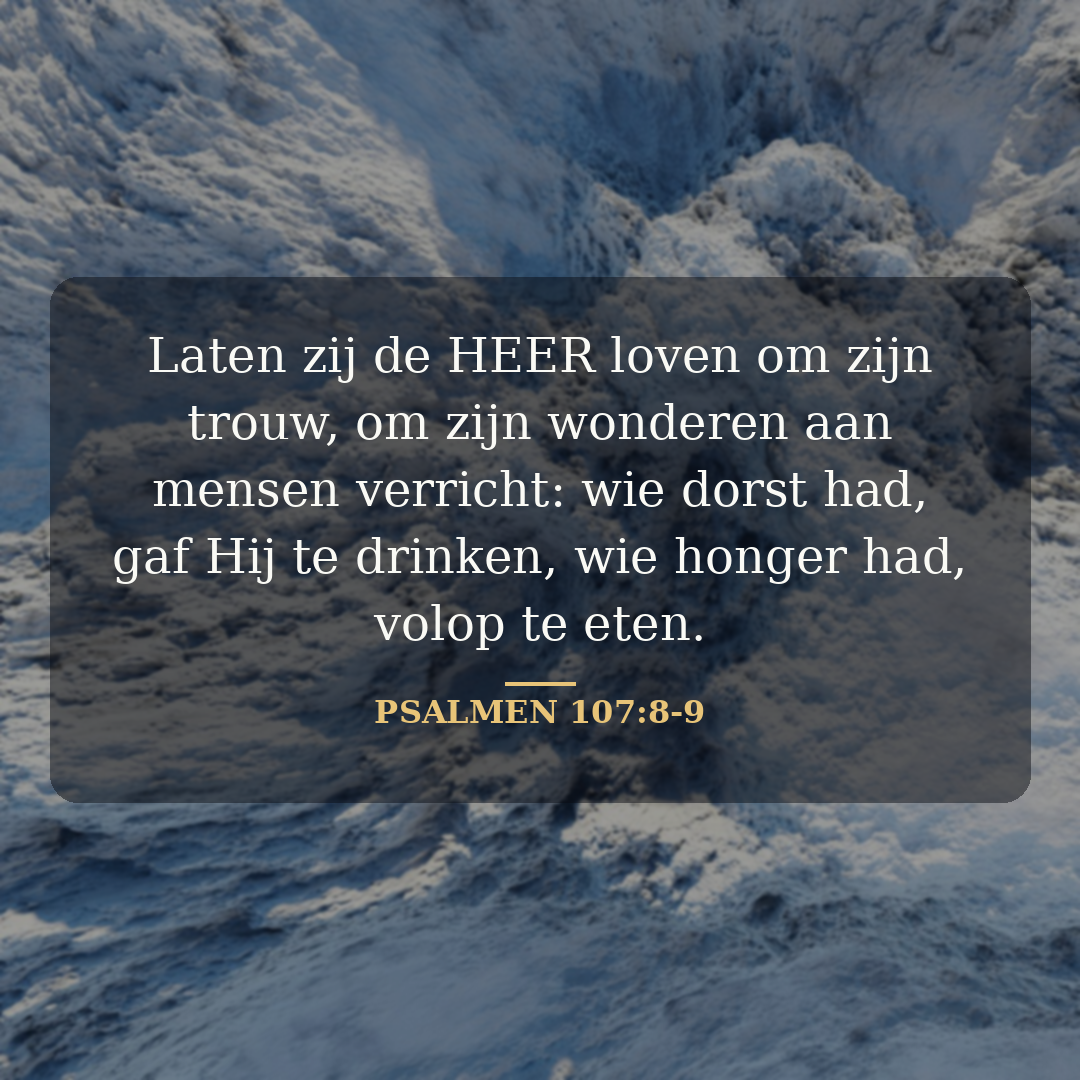 Laten zij de HEER loven om zijn
trouw, om zijn wonderen aan
mensen verricht: wie dorst had,
gaf Hij te drinken, wie honger had,
volop te eten.
PSALMEN 107:8-9